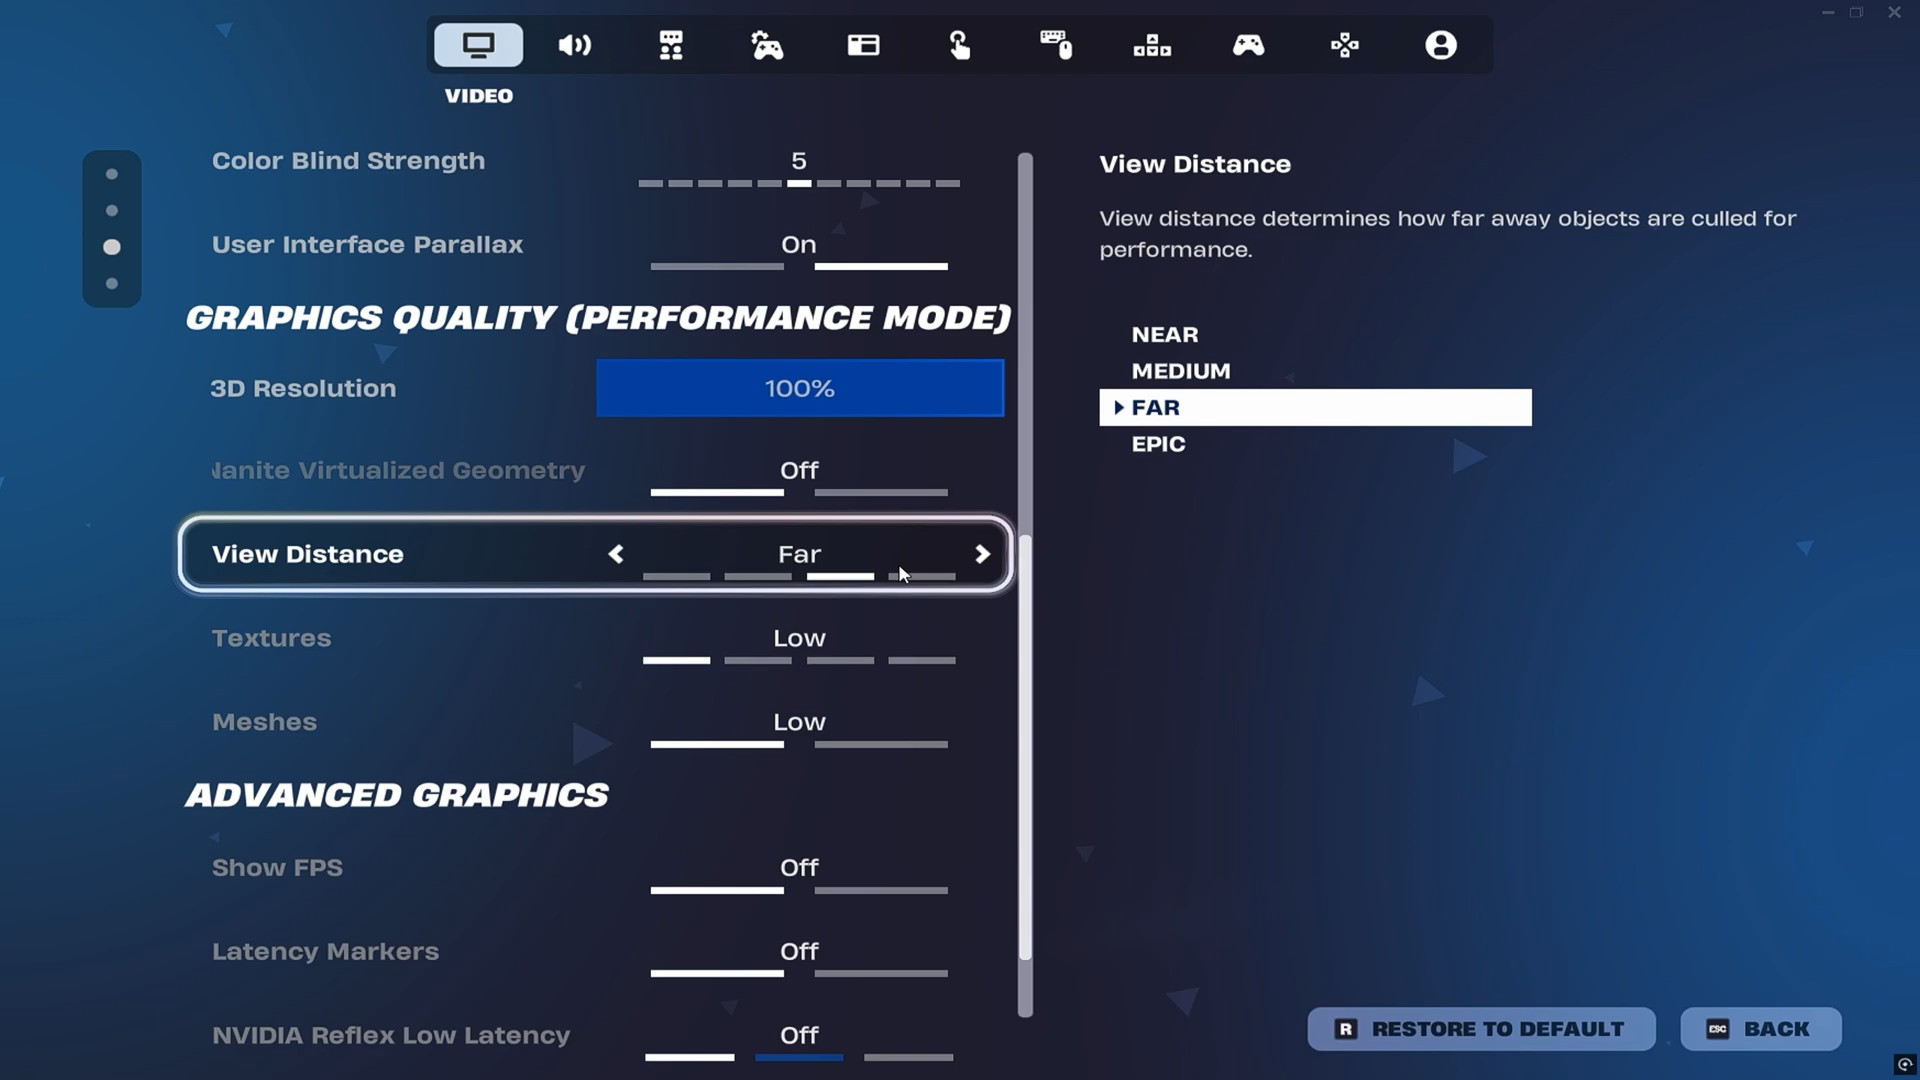 VIDEO
Color Blind Strength
5
User Interface Parallax
On
GRAPHICS QUALITY (PERFORMANCE MODE)
3D Resolution
100%
Nanite Virtualized Geometry
Off
View Distance
Far
Textures
Low
Meshes
Low
ADVANCED GRAPHICS
Show FPS
Off
Latency Markers
Off
NVIDIA Reflex Low Latency
Off
View Distance
View distance determines how far away objects are culled for
performance.
NEAR
MEDIUM
FAR
EPIC
R RESTORE TO DEFAULT
ESC BACK